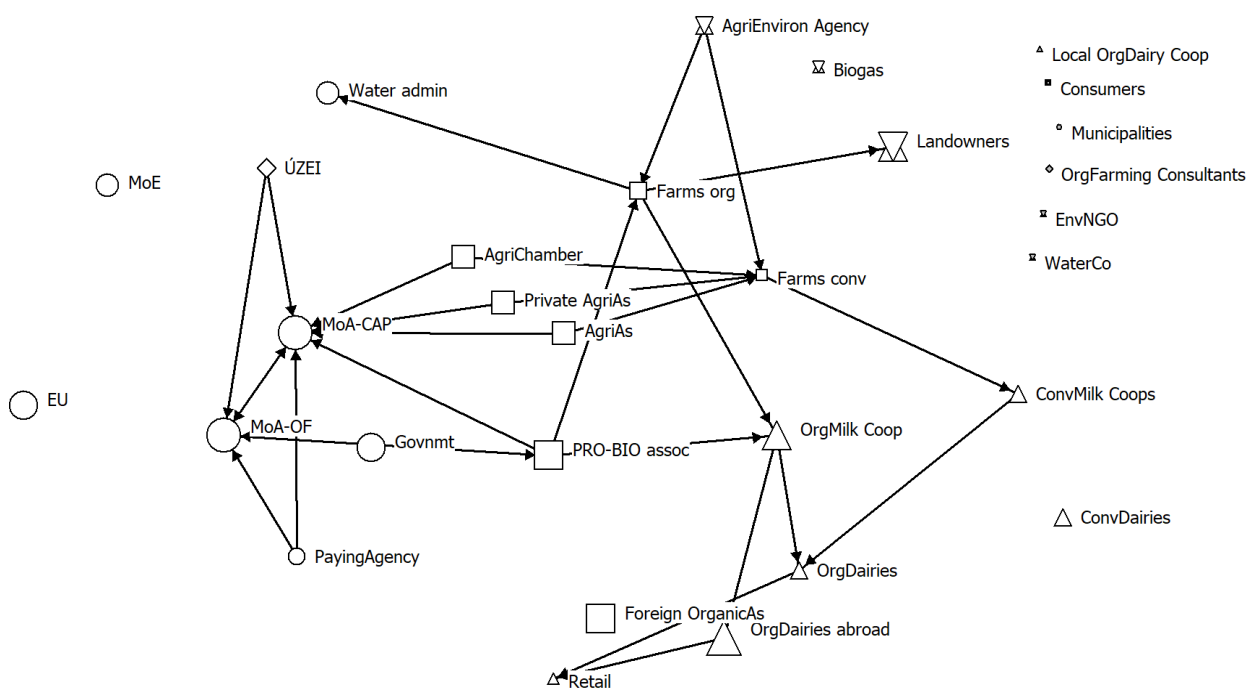 AgriEnviron Agency
Local OrgDairy Coop
Biogas
Consumers
Water admin
Municipalities
Landowners
ÚZEI
OrgFarming Consultants
MoE
Farms org
EnvNGO
AgriChamber
WaterCo
Farms conv
Private AgriAs
MoA-CAP
AgriAs
ConvMilk Coops
EU
MoA-OF
OrgMilk Coop
Govnmt
PRO-BIO assoc
ConvDairies
PayingAgency
OrgDairies
Foreign OrganicAs
OrgDairies abroad
Retail